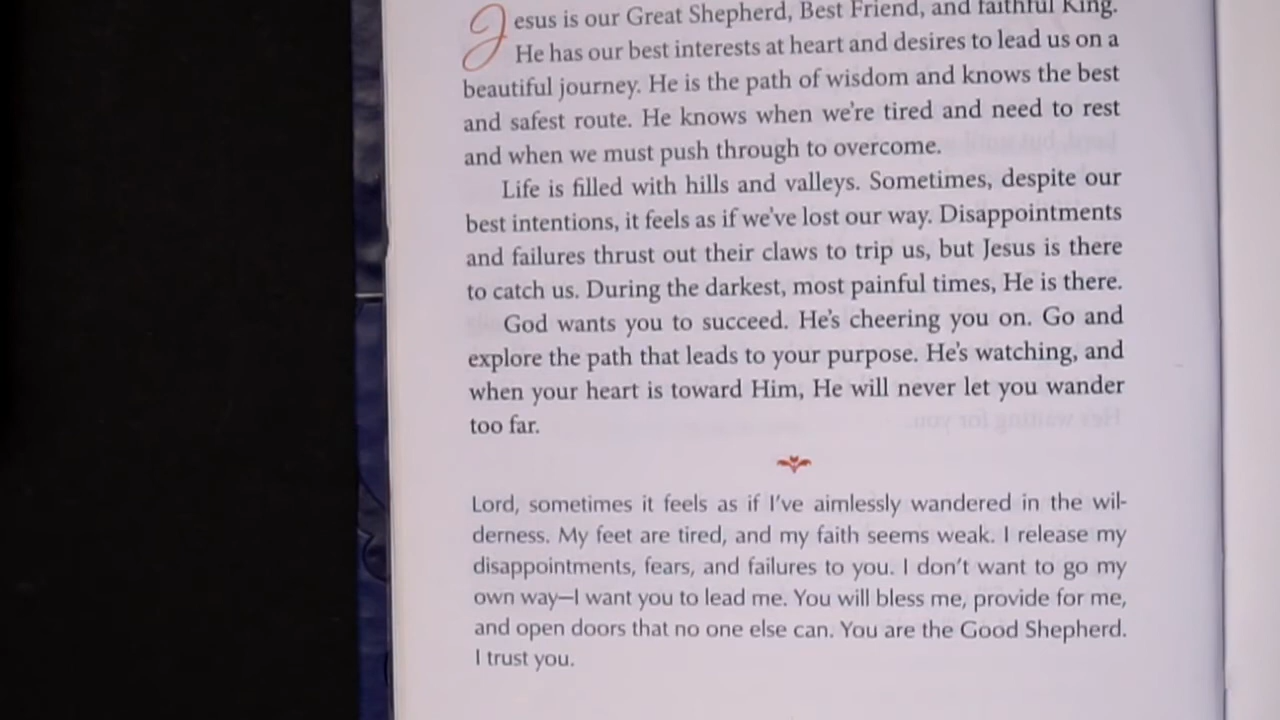 Jesus is our Great Shepherd, Best Friend, and faithful King.
He has our best interests at heart and desires to lead us on a
beautiful journey. He is the path of wisdom and knows the best
and safest route. He knows when we're tired and need to rest
and when we must push through to overcome.
Life is filled with hills and valleys. Sometimes, despite our
best intentions, it feels as if we've lost our way. Disappointments
and failures thrust out their claws to trip us, but Jesus is there
to catch us. During the darkest, most painful times, He is there.
God wants you to succeed. He's cheering you on. Go and
explore the path that leads to your purpose. He's watching, and
when your heart is toward Him, He will never let you wander
too far.
Lord, sometimes it feels as if I've aimlessly wandered in the wil-
derness. My feet are tired, and my faith seems weak. I release my
disappointments, fears, and failures to you. I don't want to go my
own way—I want you to lead me. You will bless me, provide for me,
and open doors that no one else can. You are the Good Shepherd.
I trust you.